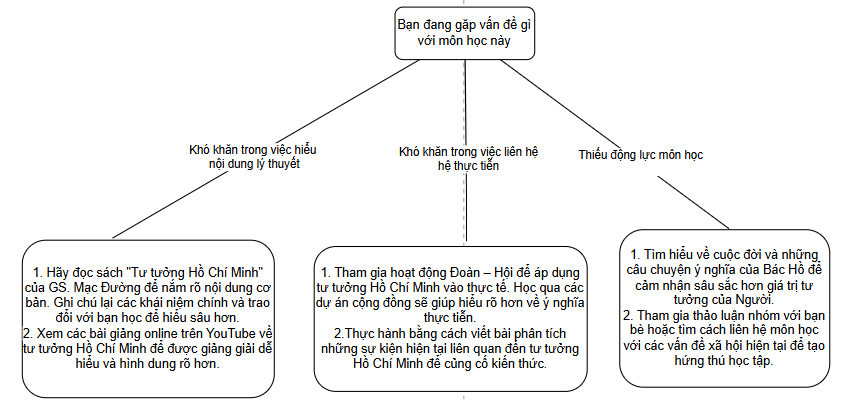 Bạn đang gặp vấn đề gì
với môn học này
Khó khăn trong việc hiểu
nội dung lý thuyết
Khó khăn trong việc liên hệ
hệ thực tiễn
Thiếu động lực môn học
1. Hãy đọc sách "Tư tưởng Hồ Chí Minh"
của GS. Mạc Đường để nắm rõ nội dung cơ
bản. Ghi chú lại các khái niệm chính và trao
đổi với bạn học để hiểu sâu hơn.
2. Xem các bài giảng online trên YouTube về
tư tưởng Hồ Chí Minh để được giảng giải dễ
hiểu và hình dung rõ hơn.
1. Tham gia hoạt động Đoàn – Hội để áp dụng
tư tưởng Hồ Chí Minh vào thực tế. Học qua các
dự án cộng đồng sẽ giúp hiểu rõ hơn về ý nghĩa
thực tiễn.
2.Thực hành bằng cách viết bài phân tích
những sự kiện hiện tại liên quan đến tư tưởng
Hồ Chí Minh để củng cố kiến thức.
1. Tìm hiểu về cuộc đời và những
câu chuyện ý nghĩa của Bác Hồ để
cảm nhận sâu sắc hơn giá trị tư
tưởng của Người.
2. Tham gia thảo luận nhóm với bạn
bè hoặc tìm cách liên hệ môn học
với các vấn đề xã hội hiện tại để tạo
hứng thú học tập.